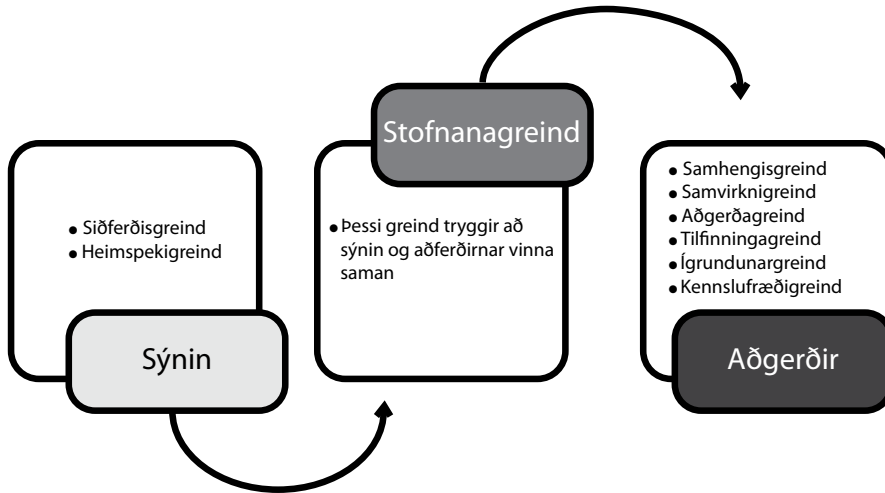 • Siðferðisgreind
• Heimspekigreind
Sýnin
Stofnanagreind
• Þessi greind tryggir að
sýnin og aðferðirnar vinna
saman
• Samhengisgreind
• Samvirknigreind
• Aðgerðagreind
• Tilfinningagreind
• Ígrundunargreind
• Kennslufræðigreind
Aðgerðir